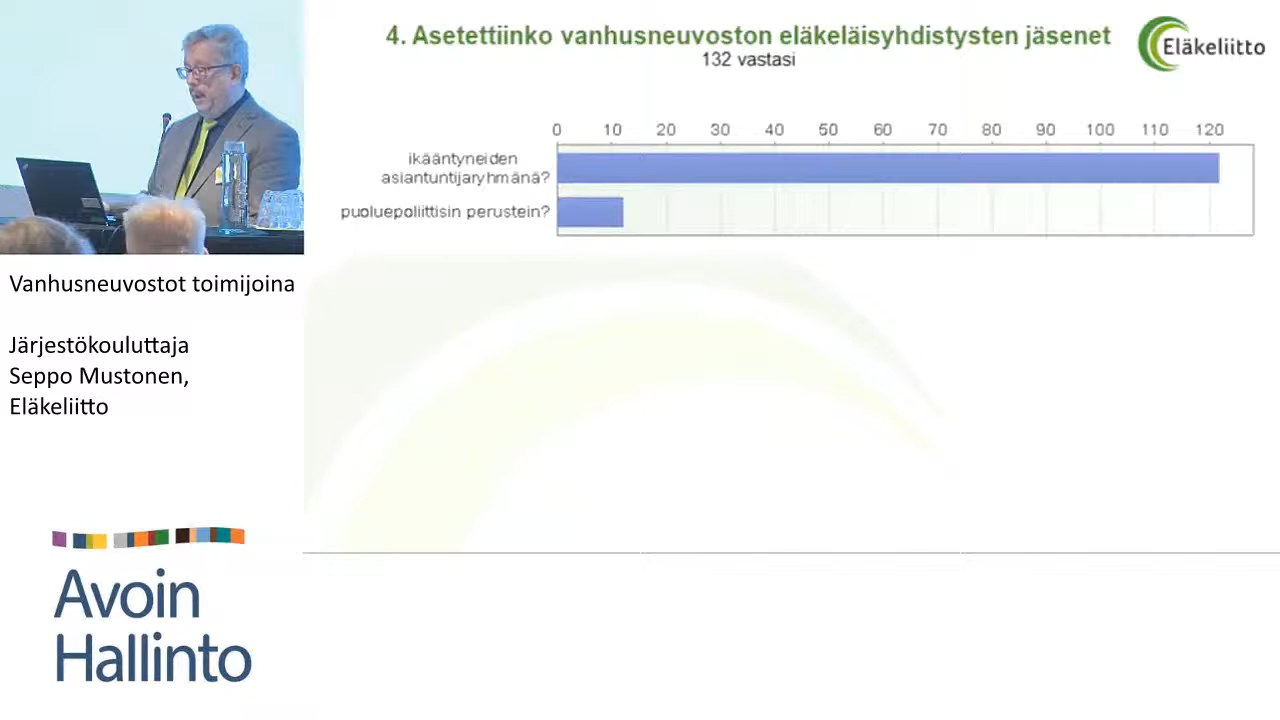 4. Asetettiinko vanhusneuvoston eläkeläisyhdistysten jäsenet
132 vastasi
Eläkeliitto
0 10 20 30 40 50 60 70 80 90 100 110 120
ikääntyneiden
asiantuntijaryhmänä?
puoluepoliittisin perustein?
Vanhusneuvostot toimijoina
Järjestökouluttaja
Seppo Mustonen,
Eläkeliitto
Avoin
Hallinto